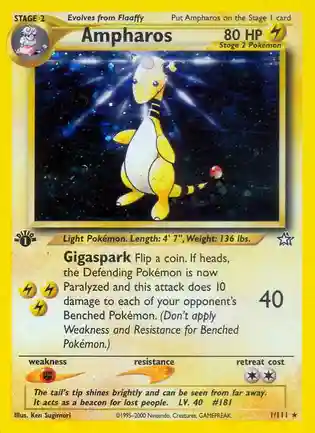 STAGE 2 Evolves from Flaaffy Put Ampharos on the Stage 1 card
Ampharos 80 HP
Stage 2 Pokémon
1
Light Pokémon. Length: 4' 7", Weight: 136 lbs.
Gigaspark Flip a coin. If heads,
the Defending Pokémon is now
Paralyzed and this attack does 10
damage to each of your opponent's
Benched Pokémon. (Don't apply
Weakness and Resistance for Benched
Pokémon.)
40
weakness resistance retreat cost
The tail's tip shines brightly and can be seen from far away.
It acts as a beacon for lost people. LV. 40 #181
Illus. Ken Sugimori ©1995-2000 Nintendo, Creatures, GAMEFREAK. 1/111 ★